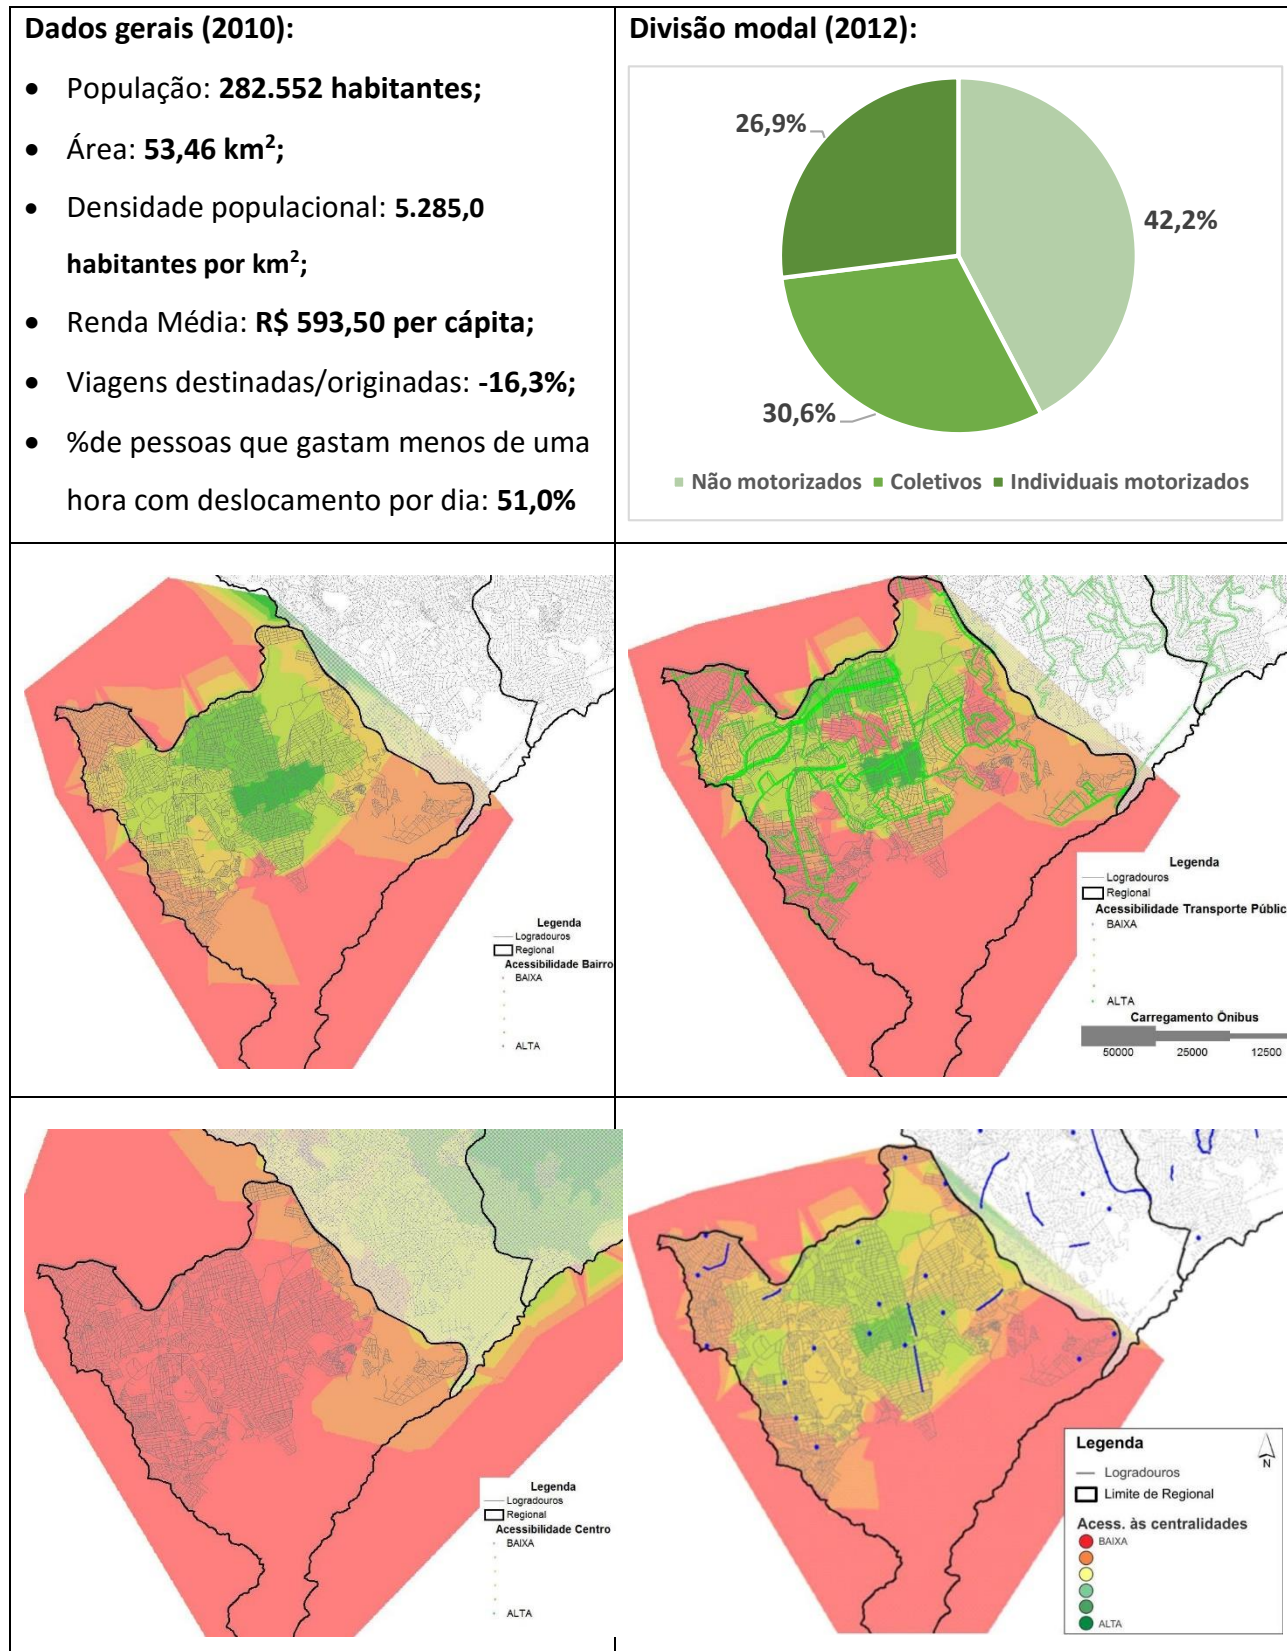 Dados gerais (2010):
• População: 282.552 habitantes;
• Área: 53,46 km²;
• Densidade populacional: 5.285,0
habitantes por km²;
• Renda Média: R$ 593,50 per cápita;
• Viagens destinadas/originadas: -16,3%;
• %de pessoas que gastam menos de uma
hora com deslocamento por dia: 51,0%
Divisão modal (2012):
26,9%
42,2%
30,6%
Não motorizados
Coletivos
Individuais motorizados
Legenda
Logradouros
Regional
Acessibilidade Bairro
BAIXA
ALTA
Legenda
Logradouros
Regional
Acessibilidade Transporte Públic
BAIXA
ALTA
Carregamento Ônibus
50000 25000 12500
Legenda
Logradouros
Regional
Acessibilidade Centro
BAIXA
ALTA
Legenda
N
Logradouros
Limite de Regional
Acess. às centralidades
BAIXA
ALTA